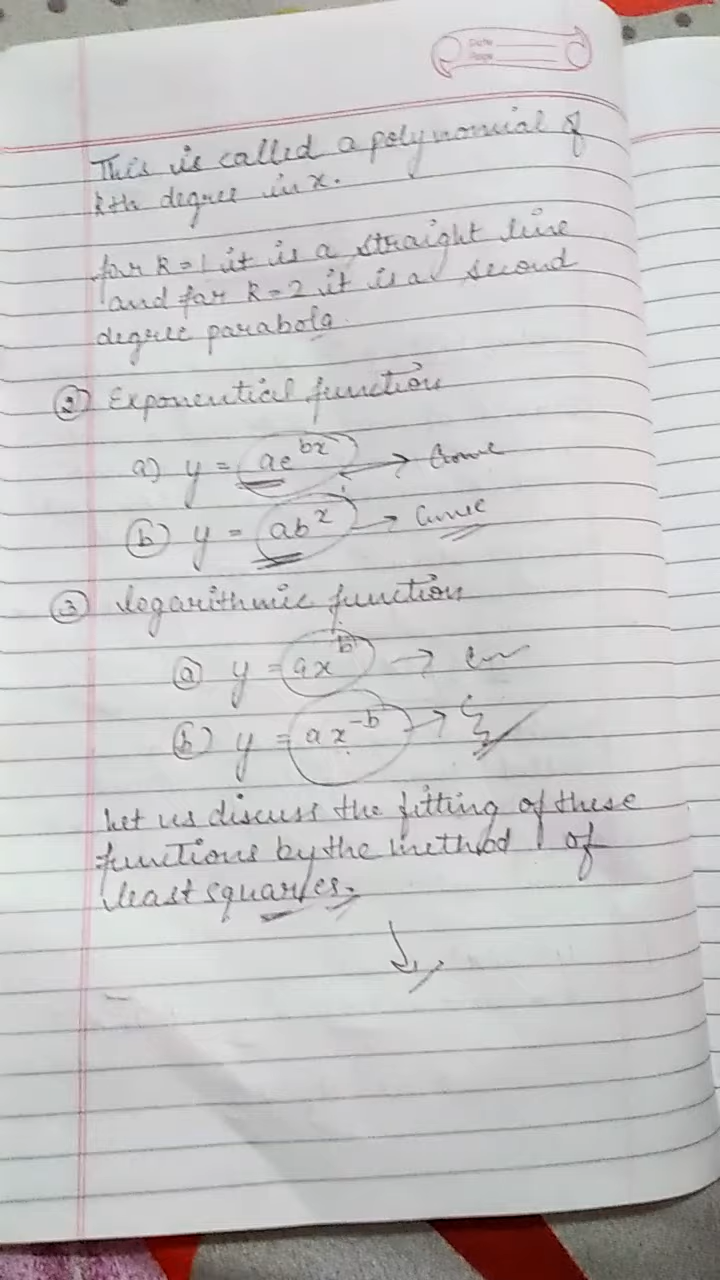 Date
Page
This is called a polynomial of
kth degree in x.
for k = 1 it is a straight line
and for k = 2 it is a second
degree parabola
② Exponential function
a) y = ae^bx → Curve
ⓑ y = ab^x → Curve
③ logarithmic function
ⓐ y = ax^b →
ⓑ y = ax^-b →
Let us discuss the fitting of these
functions by the method of
least squares.